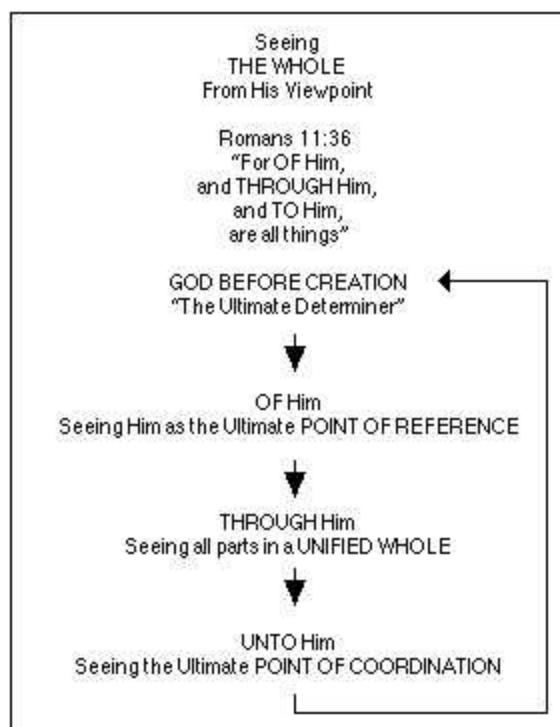 Seeing
THE WHOLE
From His Viewpoint
Romans 11:36
“For OF Him,
and THROUGH Him,
and TO Him,
are all things”
GOD BEFORE CREATION
“The Ultimate Determiner”
OF Him
Seeing Him as the Ultimate POINT OF REFERENCE
THROUGH Him
Seeing all parts in a UNIFIED WHOLE
UNTO Him
Seeing the Ultimate POINT OF COORDINATION